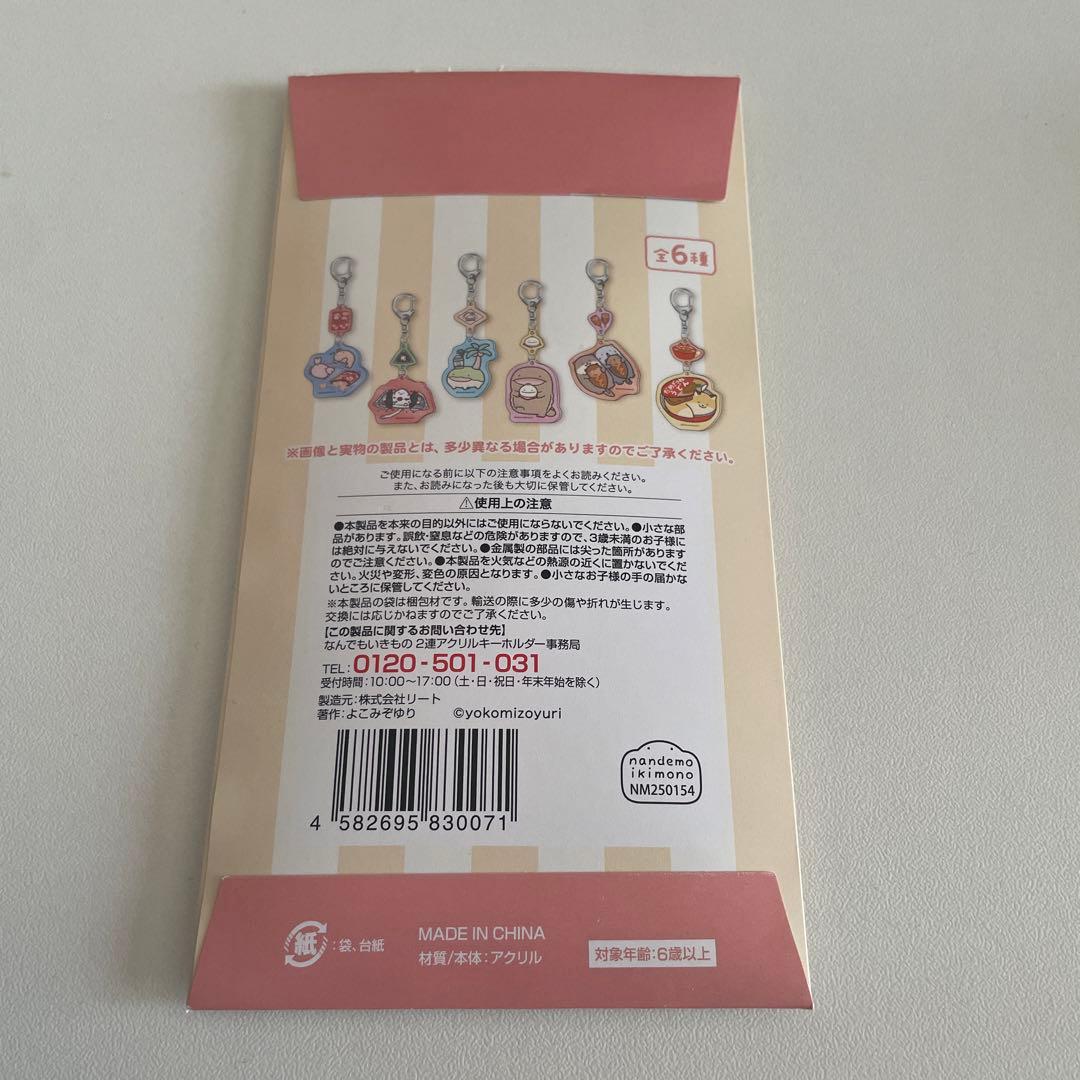 全6種
※画像と実物の製品とは、多少異なる場合がありますのでご了承ください。
ご使用になる前に以下の注意事項をよくお読みください。
また、お読みになった後も大切に保管してください。
⚠使用上の注意
●本製品を本来の目的以外にはご使用にならないでください。●小さな部
品があります。誤飲・窒息などの危険がありますので、3歳未満のお子様に
は絶対に与えないでください。●金属製の部品には尖った箇所があります
のでご注意ください。●本製品を火気などの熱源の近くに置かないでくだ
さい。火災や変形、変色の原因となります。●小さなお子様の手の届かな
いところに保管してください。
※本製品の袋は梱包材です。輸送の際に多少の傷や折れが生じます。
交換には応じかねますのでご了承ください。
【この製品に関するお問い合わせ先】
なんでもいきもの 2連アクリルキーホルダー事務局
TEL:0120-501-031
受付時間:10:00〜17:00(土・日・祝日・年末年始を除く)
製造元:株式会社リート
著作:よこみぞゆり ©yokomizoyuri
nandemo
ikimono
NM250154
4 582695 830071
紙:袋、台紙
MADE IN CHINA
材質/本体:アクリル
対象年齢:6歳以上